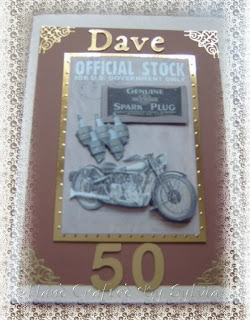 Dave
OFFICIAL STOCK
FOR U.S. GOVERNMENT ONLY
GENUINE
SPARK PLUG
50